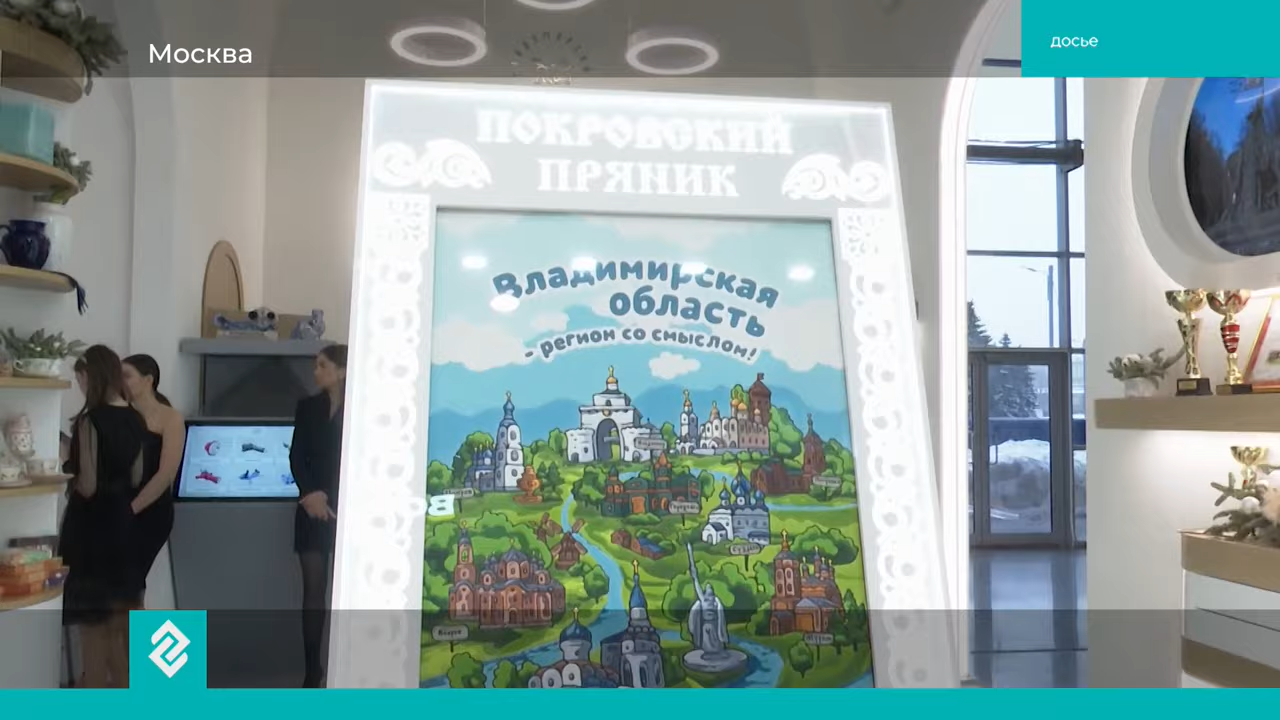 Москва
досье
ПОКРОВСКИЙ
ПРЯНИК
Владимирская
область
- регион со смыслом!